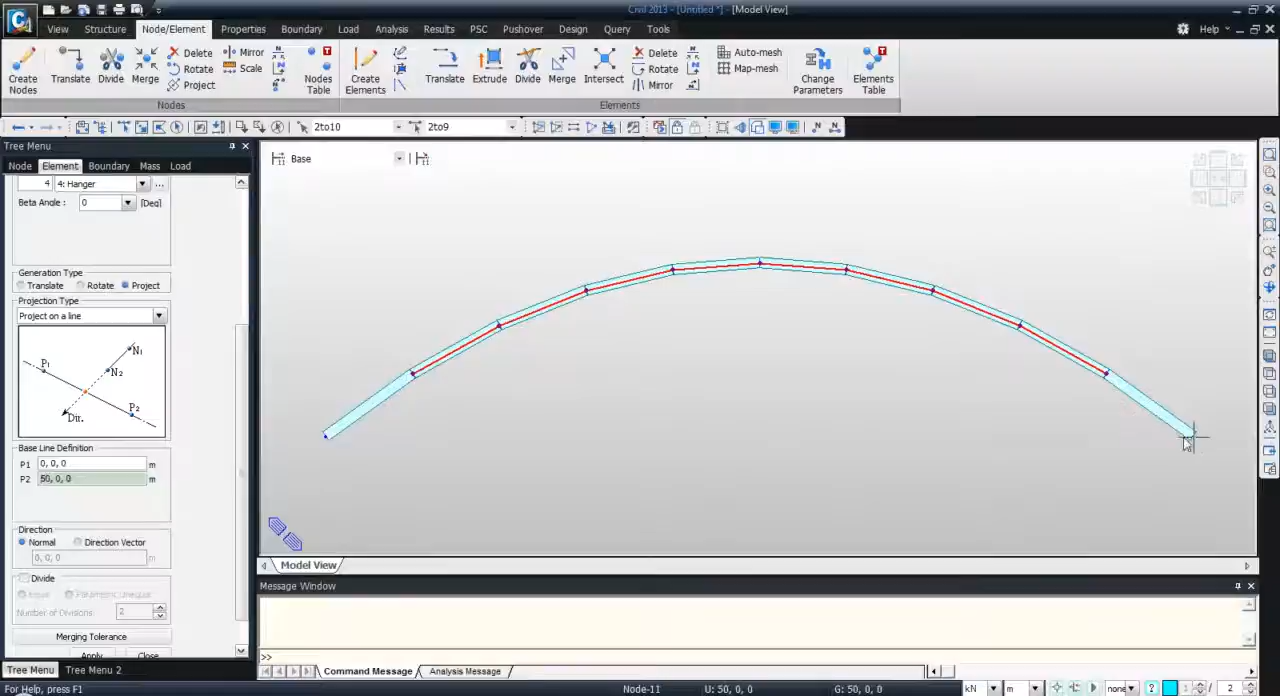 Civil 2013 - [Untitled *] - [Model View]
View Structure Node/Element Properties Boundary Load Analysis Results PSC Pushover Design Query Tools Help
Create Nodes
Translate
Divide
Merge
Delete
Rotate
Project
Mirror
Scale
Nodes Table
Create Elements
Translate
Extrude
Divide
Merge
Intersect
Delete
Rotate
Mirror
Auto-mesh
Map-mesh
Change Parameters
Elements Table
Nodes
Elements
2to10
2to9
Tree Menu
Node Element Boundary Mass Load
4 4: Hanger ...
Beta Angle : 0 [Deg]
Generation Type
Translate Rotate Project
Projection Type
Project on a line
P1
N1
N2
P2
Dir.
Base Line Definition
P1 0, 0, 0 m
P2 50, 0, 0 m
Direction
Normal Direction Vector
0, 0, 0 m
Divide
Number of Divisions: 2
Merging Tolerance
Apply Close
Tree Menu Tree Menu 2
Base
Model View
Message Window
>>
Command Message Analysis Message
For Help, press F1
Node-11
U: 50, 0, 0
G: 50, 0, 0
kN
m
none
2